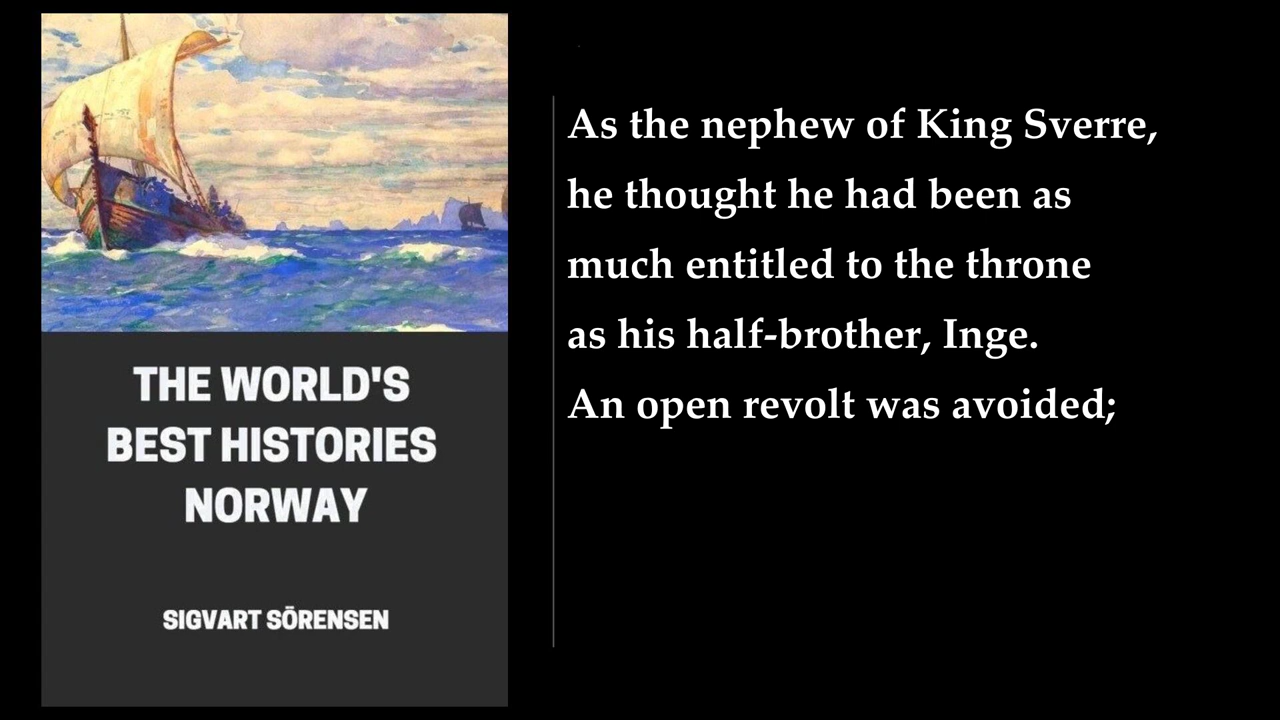 THE WORLD'S
BEST HISTORIES
NORWAY
SIGVART SÖRENSEN
As the nephew of King Sverre,
he thought he had been as
much entitled to the throne
as his half-brother, Inge.
An open revolt was avoided;